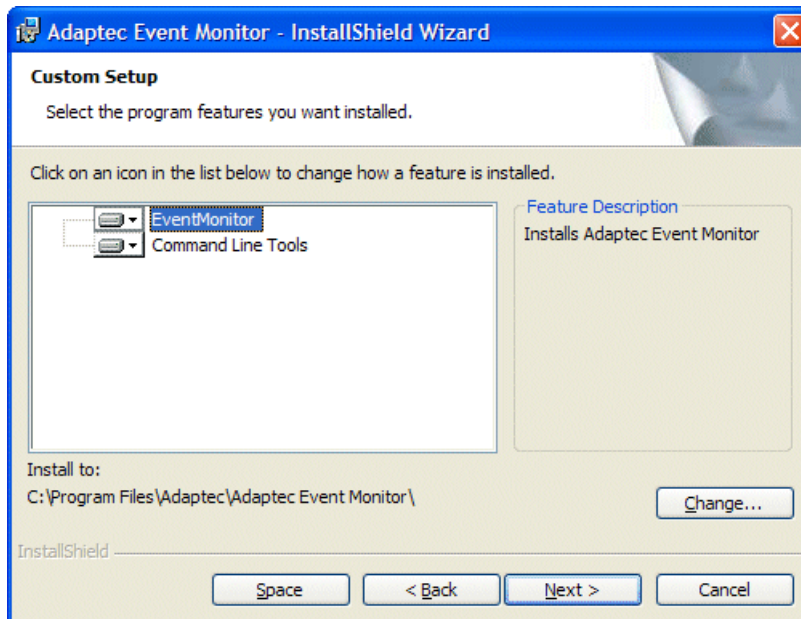 Adaptec Event Monitor - InstallShield Wizard
Custom Setup
Select the program features you want installed.
Click on an icon in the list below to change how a feature is installed.
EventMonitor
Command Line Tools
Feature Description
Installs Adaptec Event Monitor
Install to:
C:\Program Files\Adaptec\Adaptec Event Monitor\
Change...
InstallShield
Space
< Back
Next >
Cancel